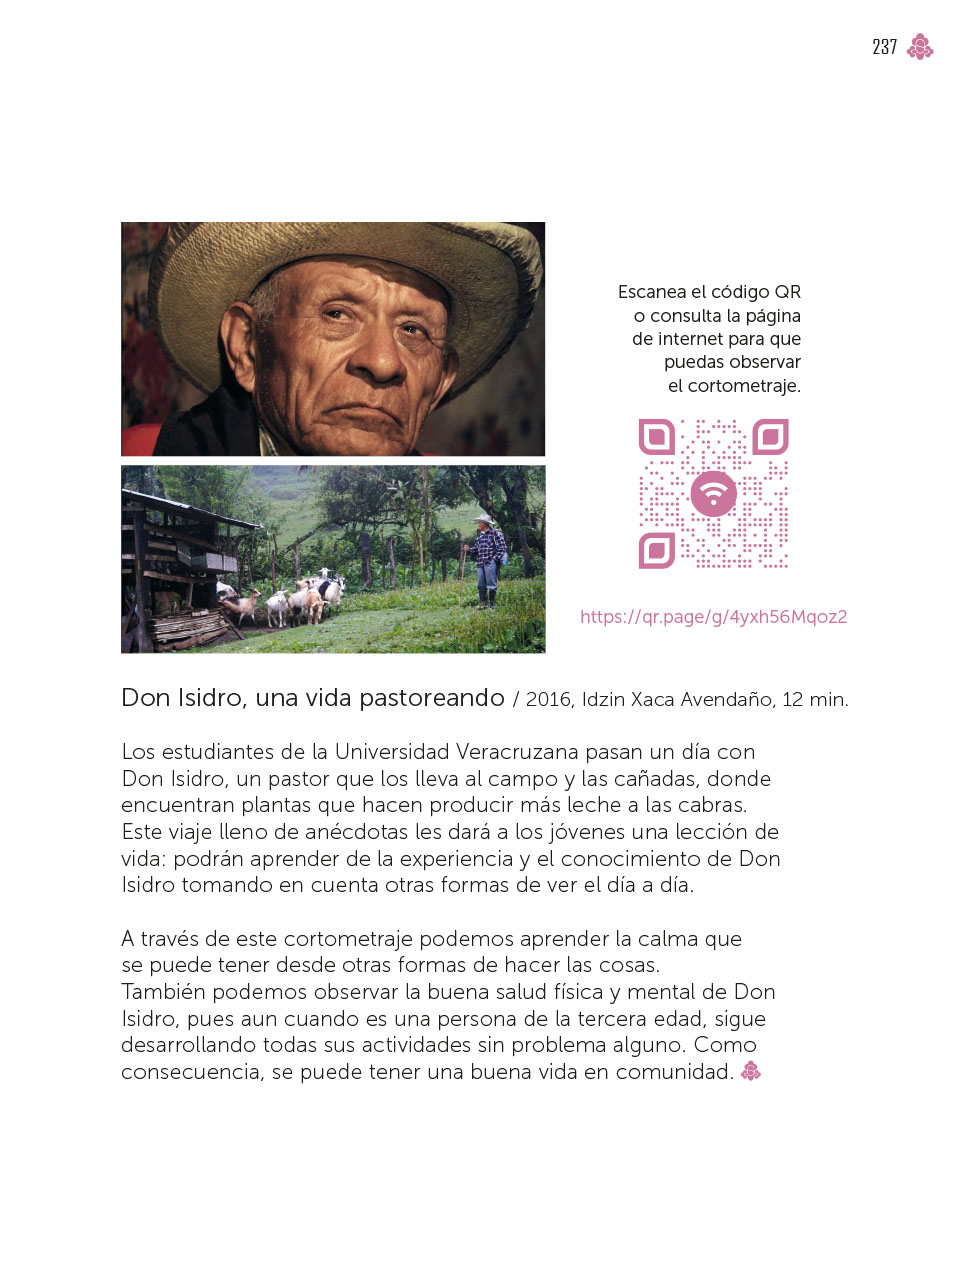 237
Escanea el código QR
o consulta la página
de internet para que
puedas observar
el cortometraje.
https://qr.page/g/4yxh56Mqoz2
Don Isidro, una vida pastoreando / 2016, Idzin Xaca Avendaño, 12 min.
Los estudiantes de la Universidad Veracruzana pasan un día con
Don Isidro, un pastor que los lleva al campo y las cañadas, donde
encuentran plantas que hacen producir más leche a las cabras.
Este viaje lleno de anécdotas les dará a los jóvenes una lección de
vida: podrán aprender de la experiencia y el conocimiento de Don
Isidro tomando en cuenta otras formas de ver el día a día.
A través de este cortometraje podemos aprender la calma que
se puede tener desde otras formas de hacer las cosas.
También podemos observar la buena salud física y mental de Don
Isidro, pues aun cuando es una persona de la tercera edad, sigue
desarrollando todas sus actividades sin problema alguno. Como
consecuencia, se puede tener una buena vida en comunidad.